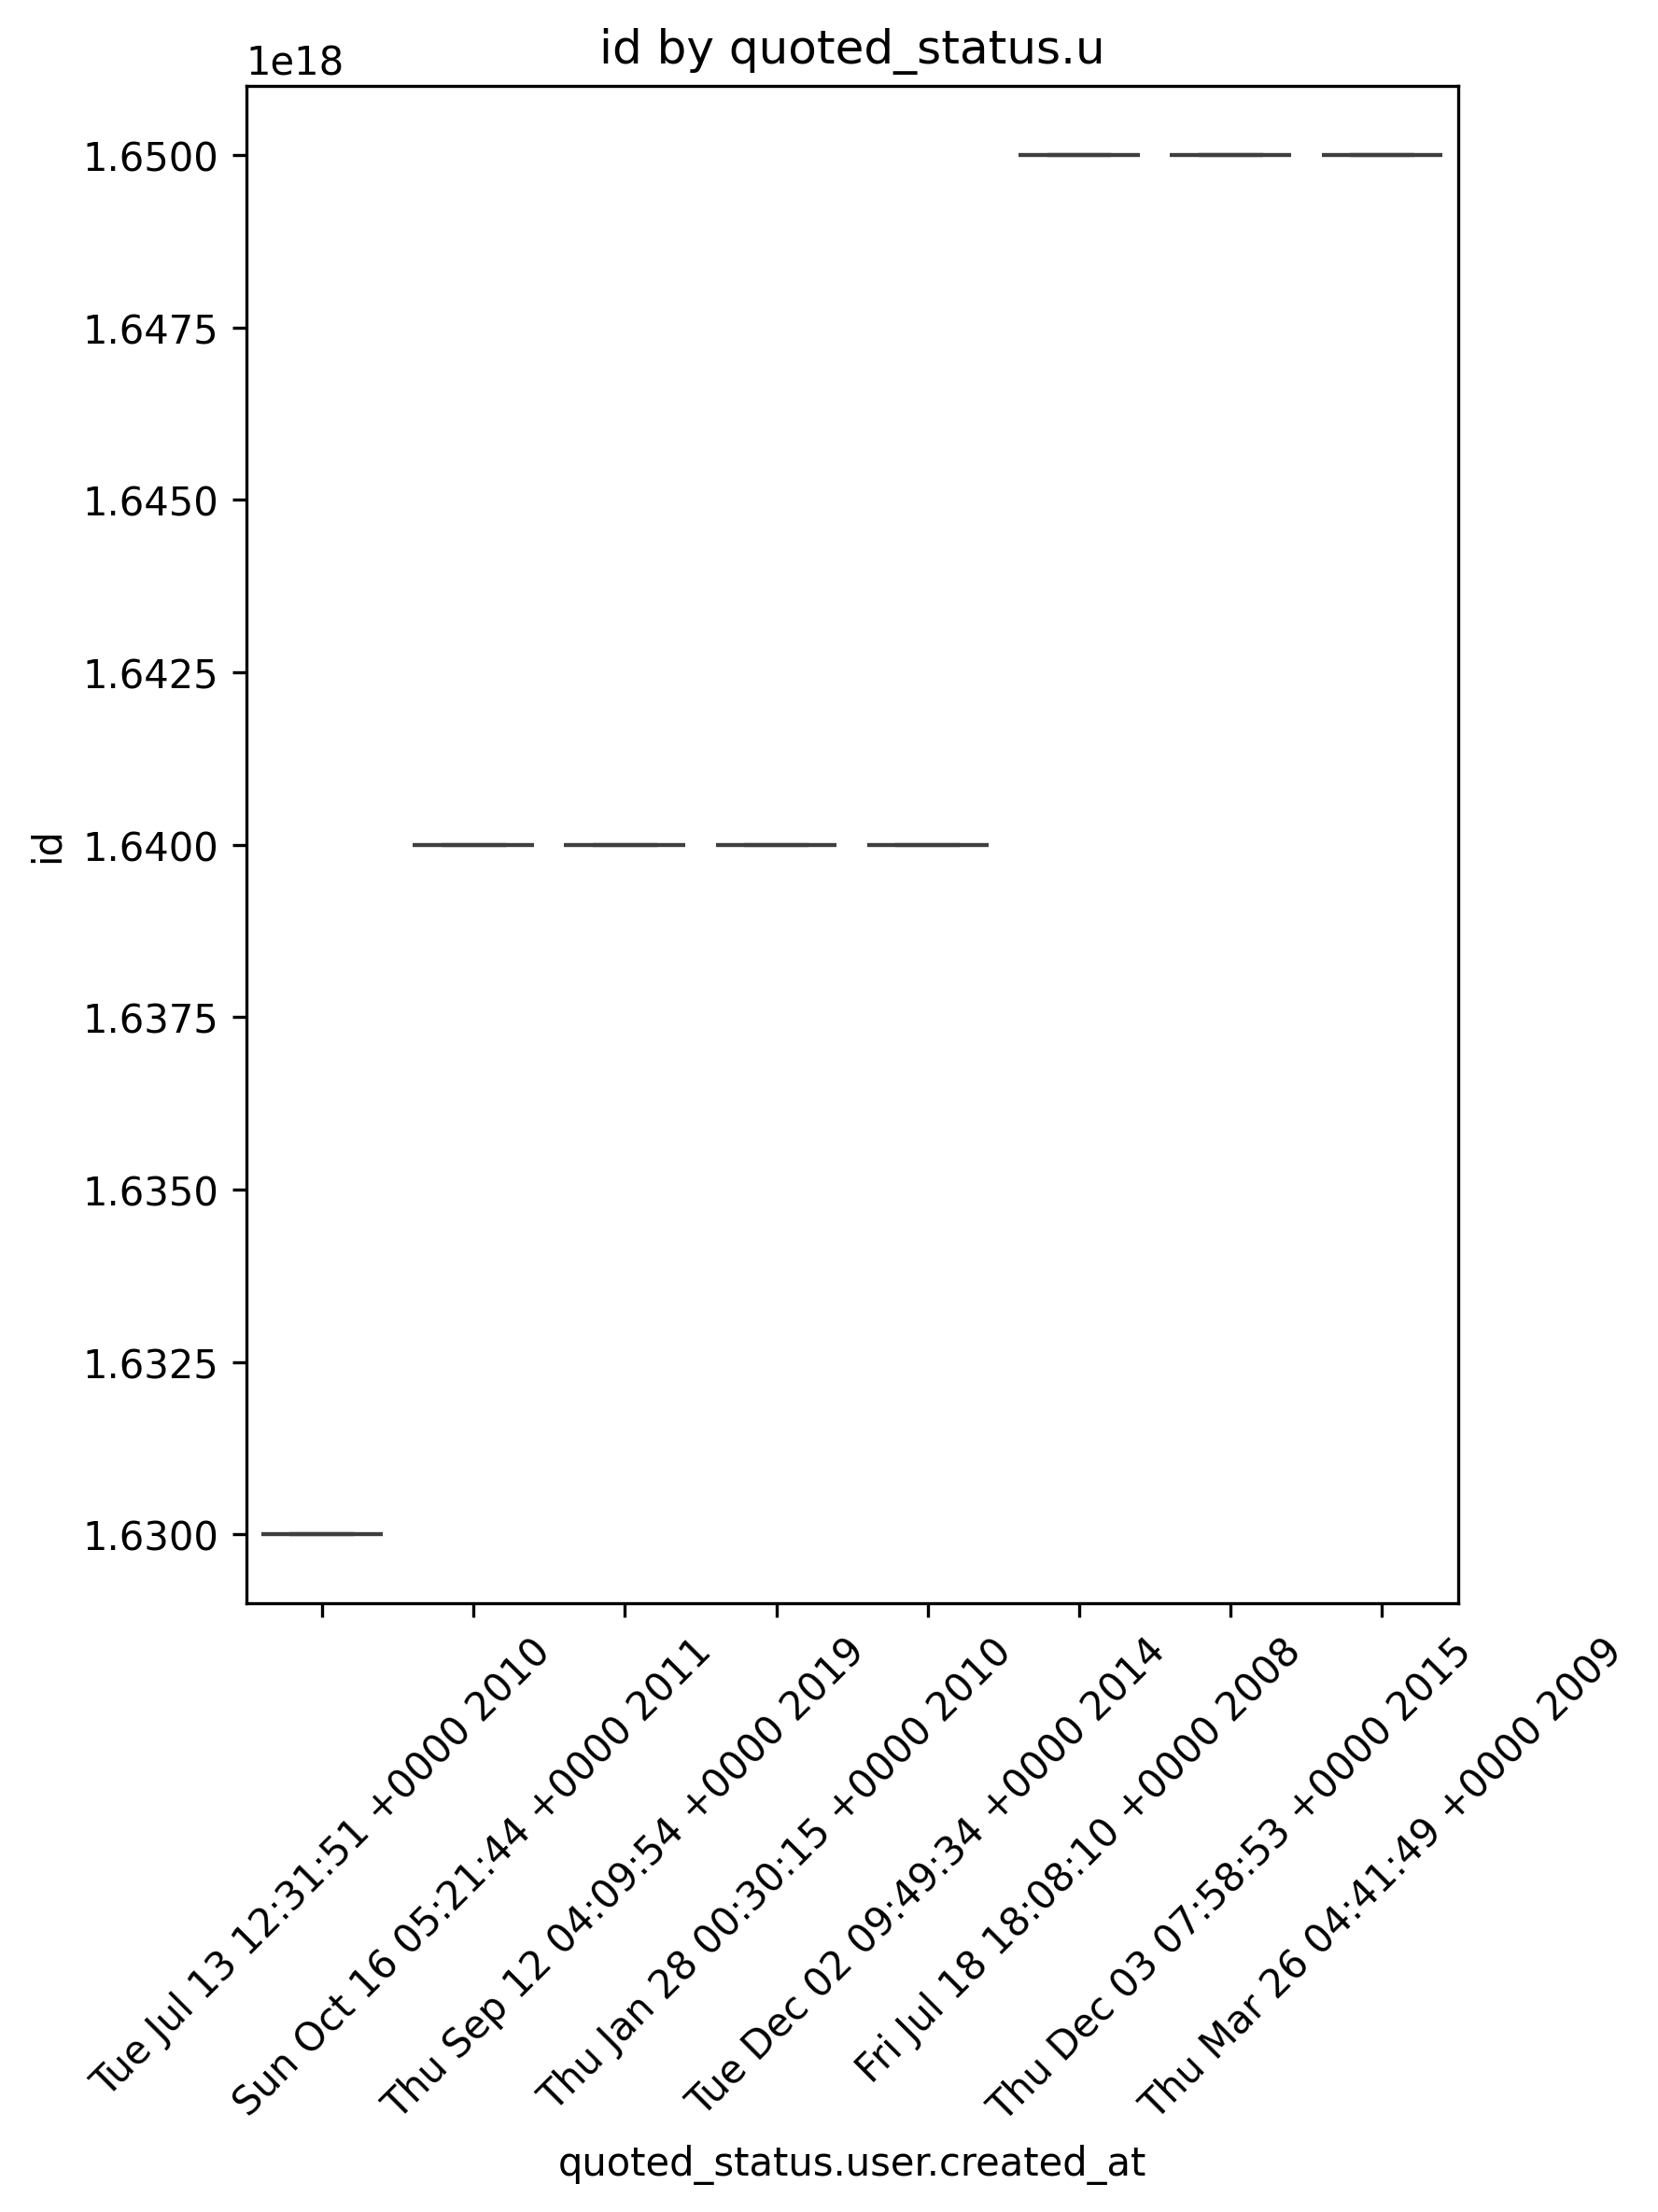 id by quoted_status.u
1e18
1.6500
1.6475
1.6450
1.6425
1.6400
1.6375
1.6350
1.6325
1.6300
id
Tue Jul 13 12:31:51 +0000 2010
Sun Oct 16 05:21:44 +0000 2011
Thu Sep 12 04:09:54 +0000 2019
Thu Jan 28 00:30:15 +0000 2010
Tue Dec 02 09:49:34 +0000 2014
Fri Jul 18 18:08:10 +0000 2008
Thu Dec 03 07:58:53 +0000 2015
Thu Mar 26 04:41:49 +0000 2009
quoted_status.user.created_at